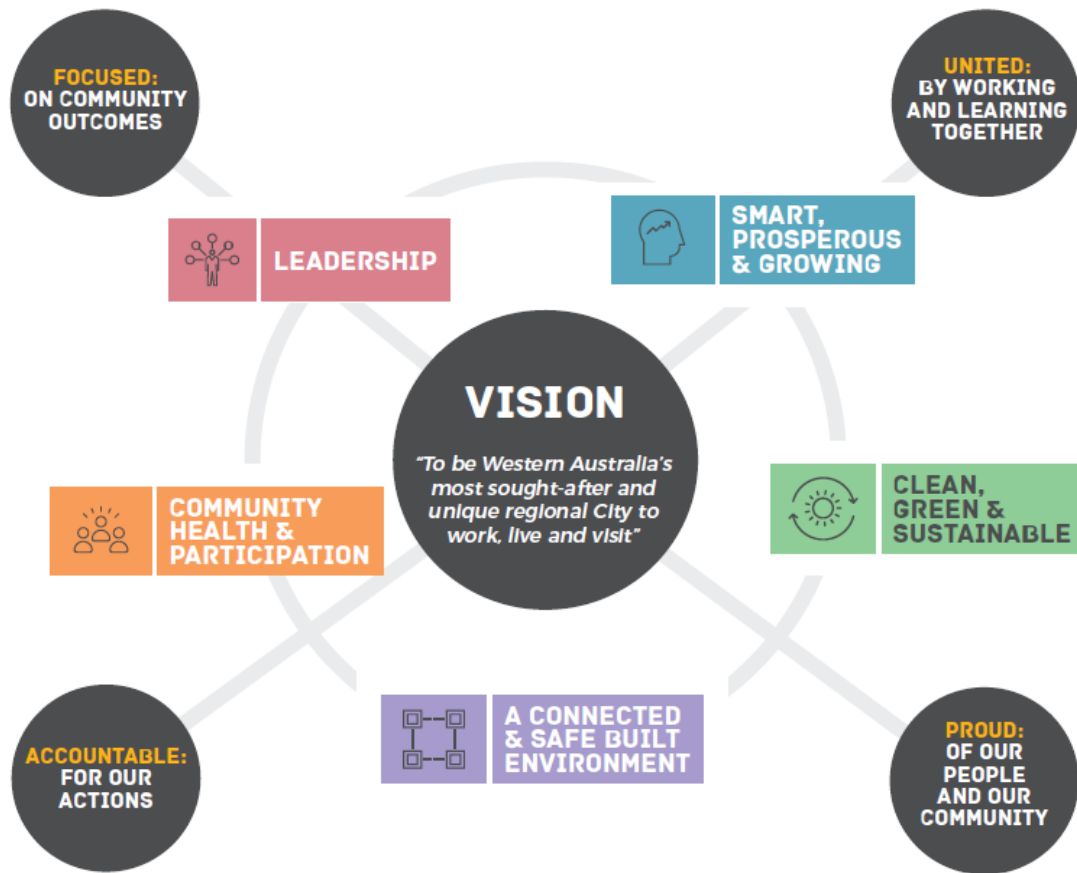 FOCUSED:
ON COMMUNITY
OUTCOMES
UNITED:
BY WORKING
AND LEARNING
TOGETHER
LEADERSHIP
SMART,
PROSPEROUS
& GROWING
VISION
“To be Western Australia’s
most sought-after and
unique regional City to
work, live and visit”
COMMUNITY
HEALTH &
PARTICIPATION
CLEAN,
GREEN &
SUSTAINABLE
A CONNECTED
& SAFE BUILT
ENVIRONMENT
ACCOUNTABLE:
FOR OUR
ACTIONS
PROUD:
OF OUR
PEOPLE
AND OUR
COMMUNITY